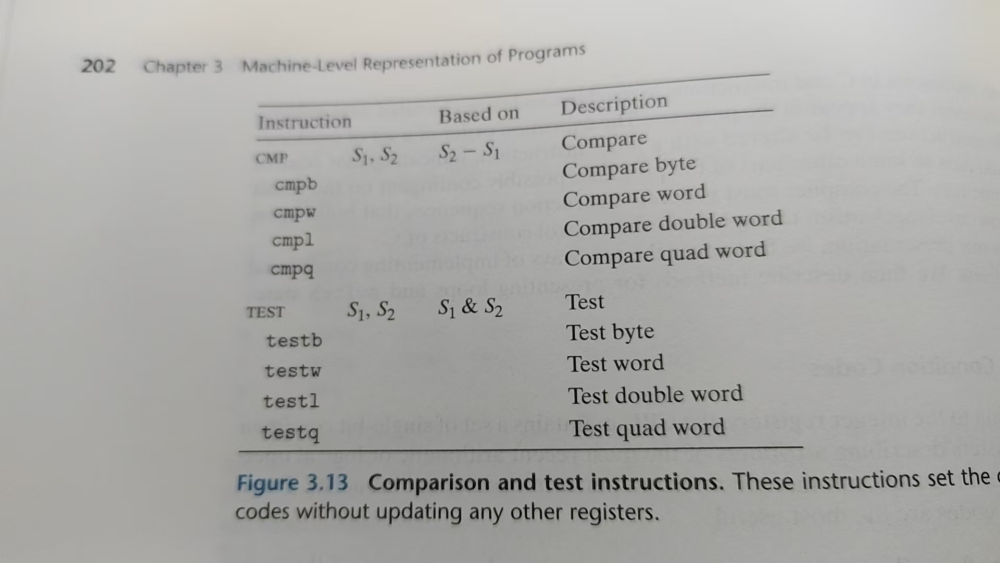 202 Chapter 3 Machine-Level Representation of Programs
Instruction Based on Description
CMP S₁, S₂ S₂ − S₁ Compare
cmpb Compare byte
cmpw Compare word
cmpl Compare double word
cmpq Compare quad word
TEST S₁, S₂ S₁ & S₂ Test
testb Test byte
testw Test word
testl Test double word
testq Test quad word
Figure 3.13 Comparison and test instructions. These instructions set the
codes without updating any other registers.